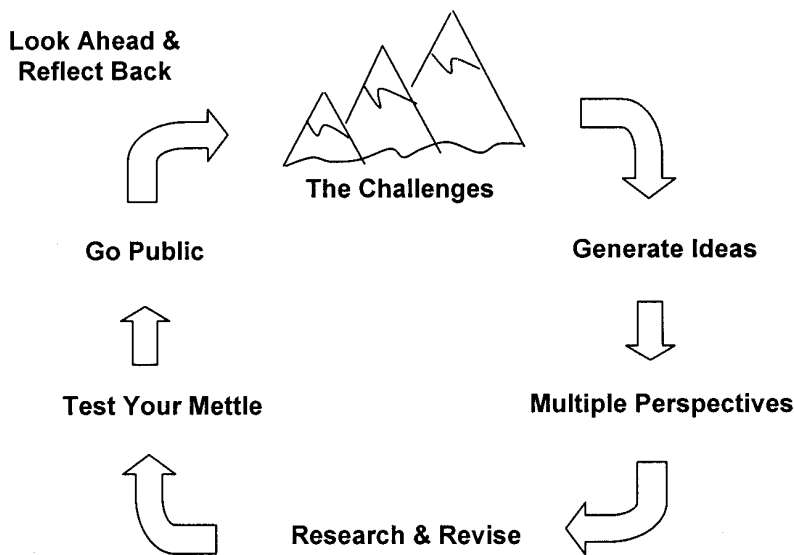 Look Ahead &
Reflect Back
The Challenges
Go Public
Generate Ideas
Test Your Mettle
Multiple Perspectives
Research & Revise